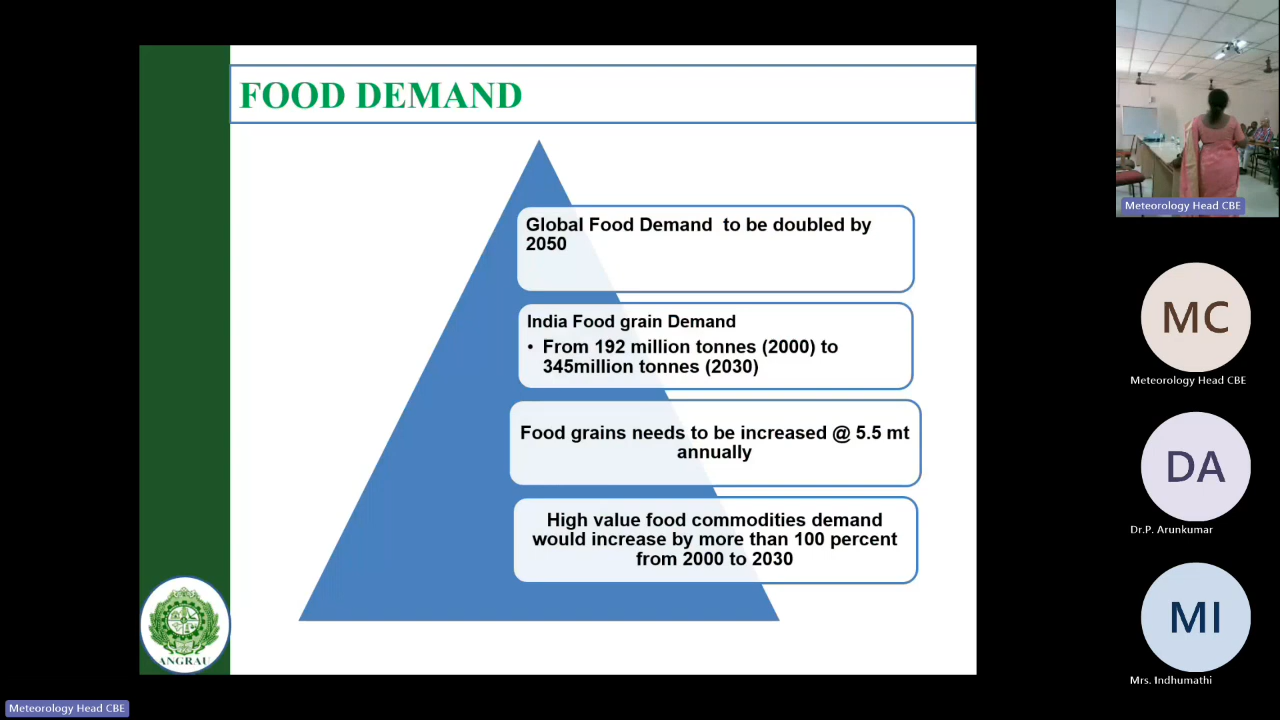 FOOD DEMAND
Global Food Demand to be doubled by
2050
India Food grain Demand
• From 192 million tonnes (2000) to
345million tonnes (2030)
Food grains needs to be increased @ 5.5 mt
annually
High value food commodities demand
would increase by more than 100 percent
from 2000 to 2030
ANGRAU
Meteorology Head CBE
Meteorology Head CBE
MC
Meteorology Head CBE
DA
Dr.P. Arunkumar
MI
Mrs. Indhumathi